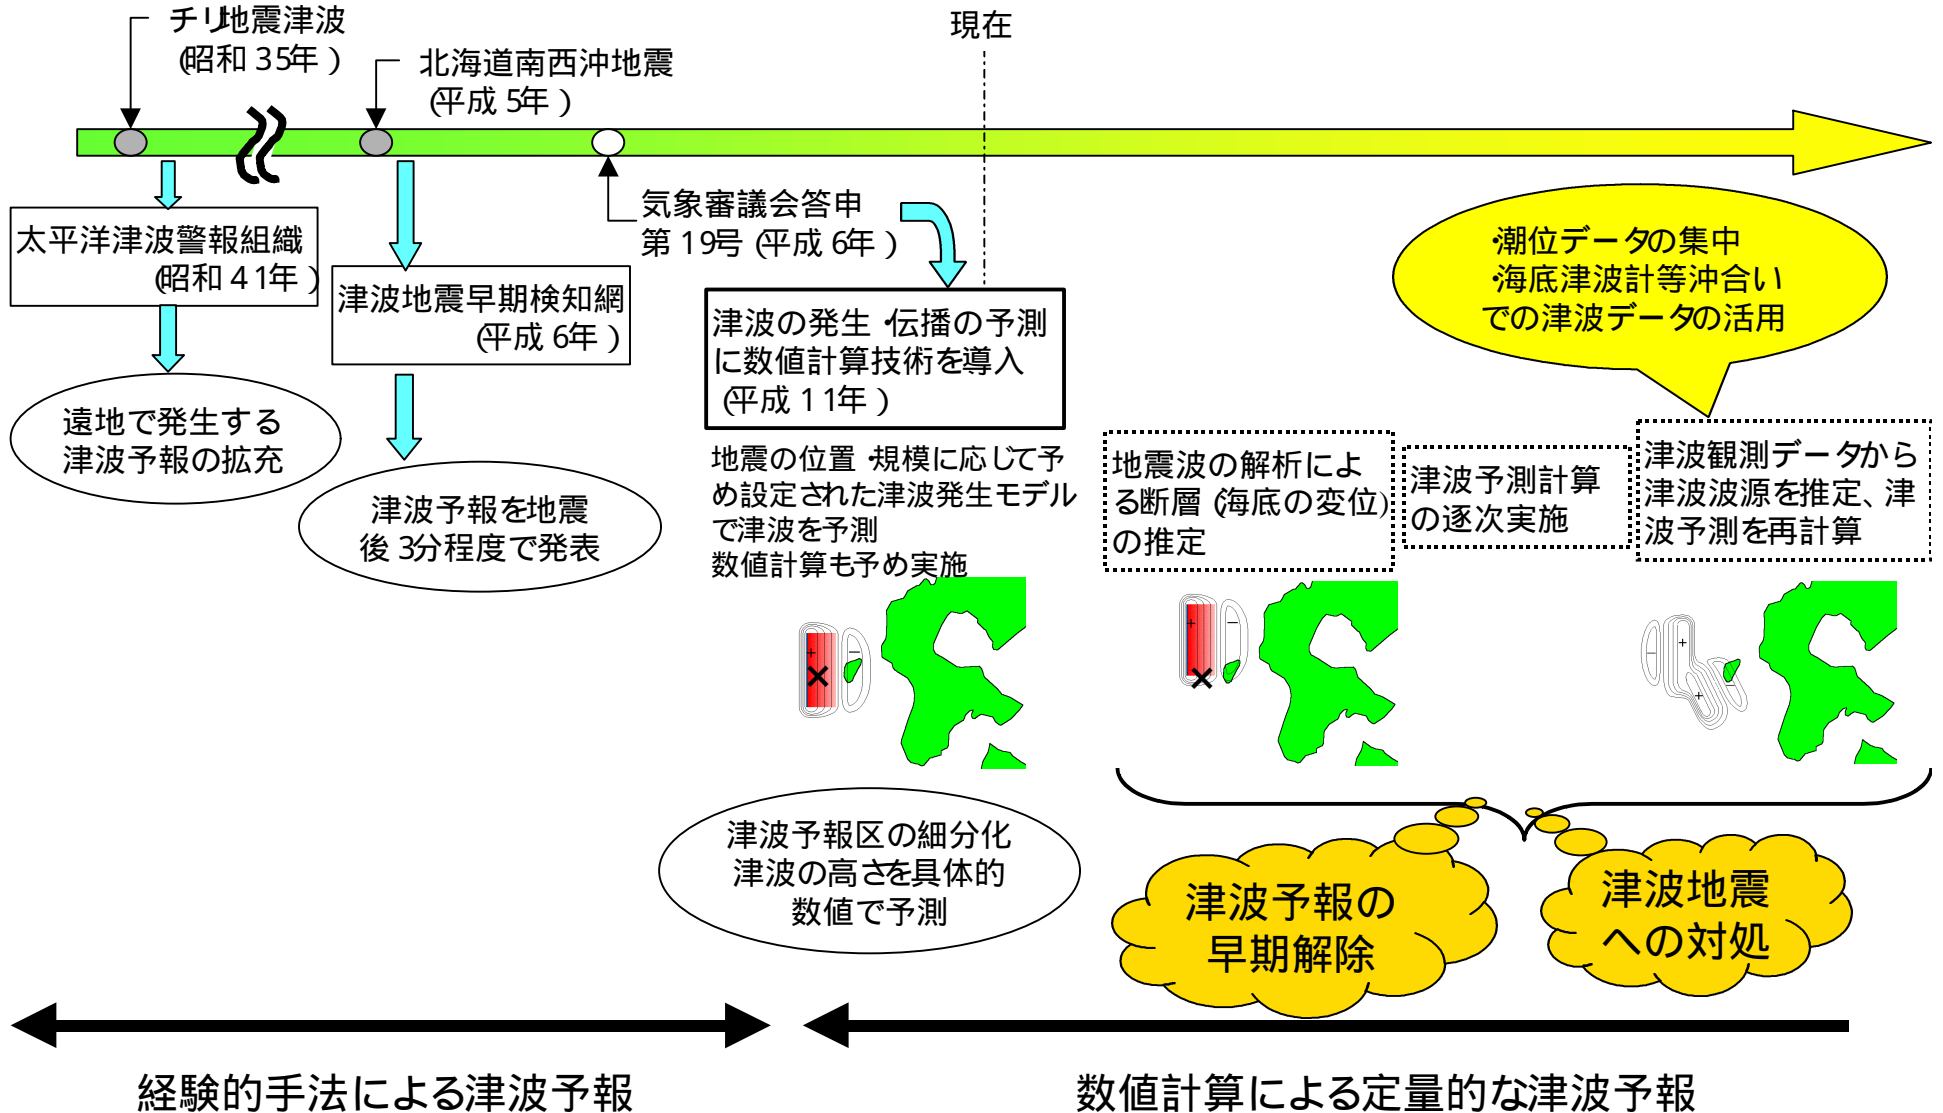 チリ地震津波
(昭和35年)
北海道南西沖地震
(平成5年)
現在
気象審議会答申
第19号(平成6年)
太平洋津波警報組織
(昭和41年)
津波地震早期検知網
(平成6年)
津波の発生・伝播の予測
に数値計算技術を導入
(平成11年)
・潮位データの集中
・海底津波計等沖合い
での津波データの活用
遠地で発生する
津波予報の拡充
津波予報を地震
後3分程度で発表
地震の位置・規模に応じて予
め設定された津波発生モデル
で津波を予測
数値計算も予め実施
地震波の解析によ
る断層(海底の変位)
の推定
津波予測計算
の逐次実施
津波観測データから
津波波源を推定、津
波予測を再計算
+
−
+
−
−
+
+
−
津波予報区の細分化
津波の高さを具体的
数値で予測
津波予報の
早期解除
津波地震
への対処
経験的手法による津波予報
数値計算による定量的な津波予報